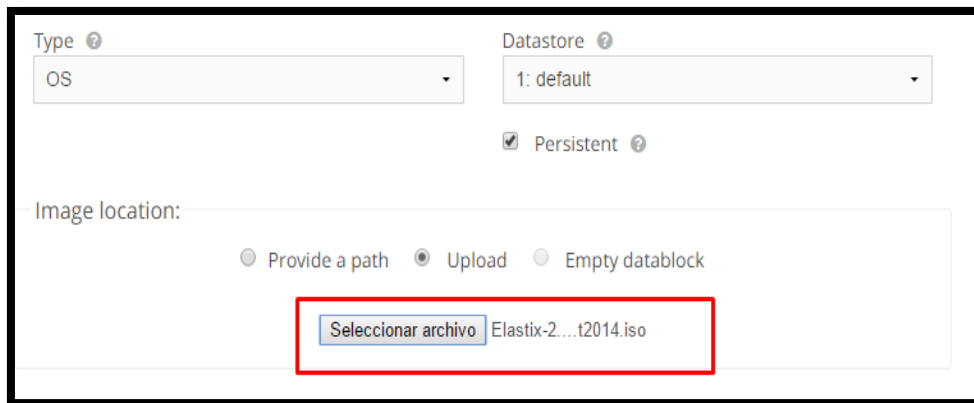 Type ? Datastore ?
OS 1: default
Persistent ?
Image location:
Provide a path Upload Empty datablock
Seleccionar archivo Elastix-2....t2014.iso